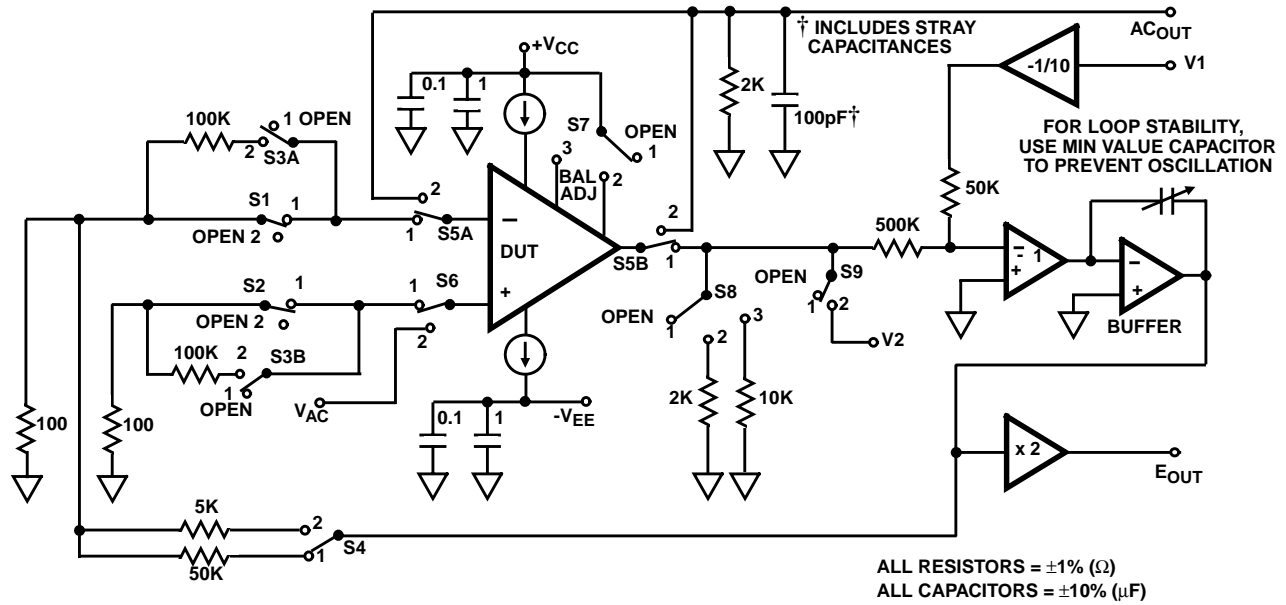 † INCLUDES STRAY
CAPACITANCES
AC_OUT
+V_CC
-1/10
V1
0.1
1
2K
100pF†
100K
1 OPEN
2
S3A
S7
OPEN
1
3
BAL
ADJ
2
FOR LOOP STABILITY,
USE MIN VALUE CAPACITOR
TO PREVENT OSCILLATION
50K
S1
1
OPEN 2
2
1
S5A
−
DUT
+
S5B
2
1
500K
-
1
+
−
+
BUFFER
S2
1
OPEN 2
1
S6
2
100K
2
S3B
1
OPEN
V_AC
OPEN
1
S8
2
3
OPEN
S9
1
2
V2
0.1
1
-V_EE
2K
10K
100
100
x 2
E_OUT
5K
2
50K
1
S4
ALL RESISTORS = ±1% (Ω)
ALL CAPACITORS = ±10% (μF)